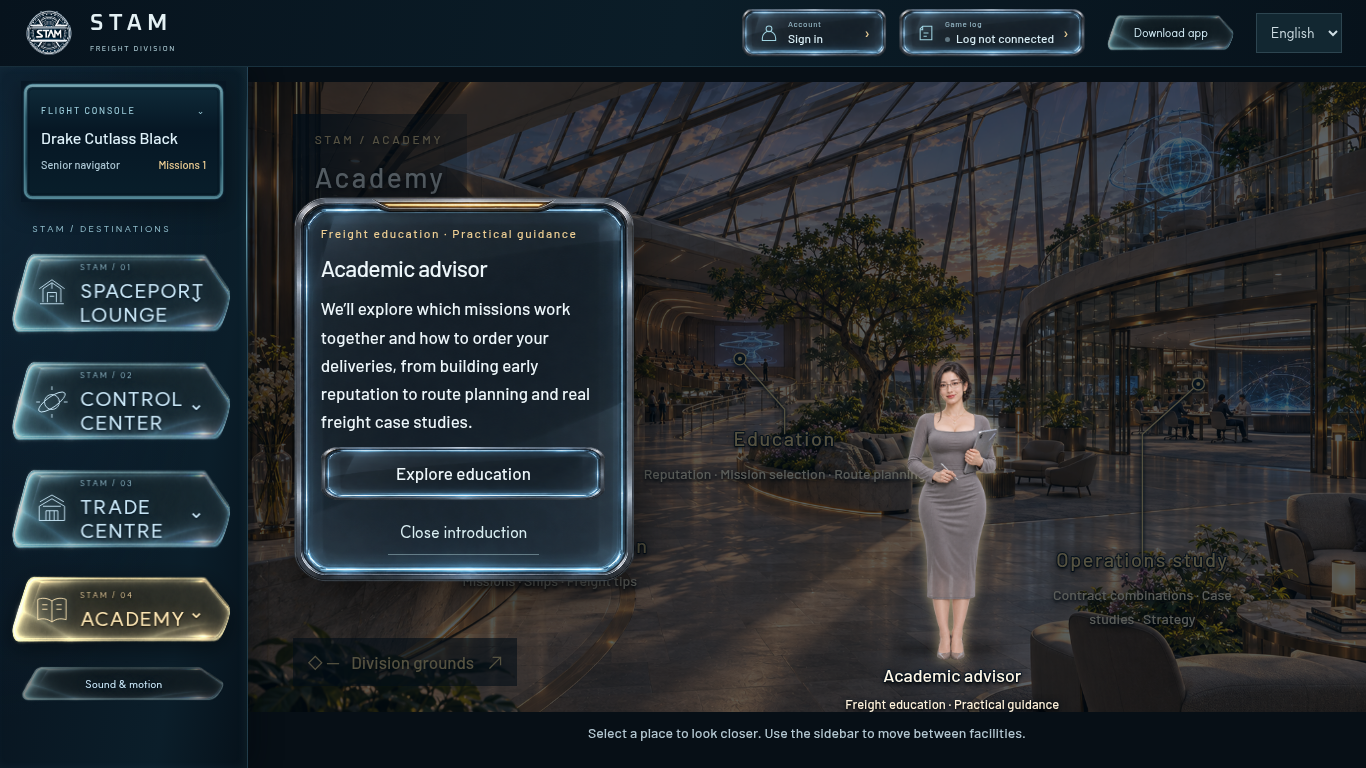 STAM
STAM
FREIGHT DIVISION
Account
Sign in
Game log
Log not connected
Download app
English
FLIGHT CONSOLE
Drake Cutlass Black
Senior navigator
Missions 1
STAM / DESTINATIONS
STAM / 01
SPACEPORT
LOUNGE
STAM / 02
CONTROL
CENTER
STAM / 03
TRADE
CENTRE
STAM / 04
ACADEMY
Sound & motion
STAM / ACADEMY
Academy
Freight education · Practical guidance
Academic advisor
We'll explore which missions work
together and how to order your
deliveries, from building early
reputation to route planning and real
freight case studies.
Explore education
Close introduction
Education
Reputation · Mission selection · Route planning
Missions · Ships · Freight tips
Operations study
Contract combinations · Case
studies · Strategy
Division grounds
Academic advisor
Freight education · Practical guidance
Select a place to look closer. Use the sidebar to move between facilities.